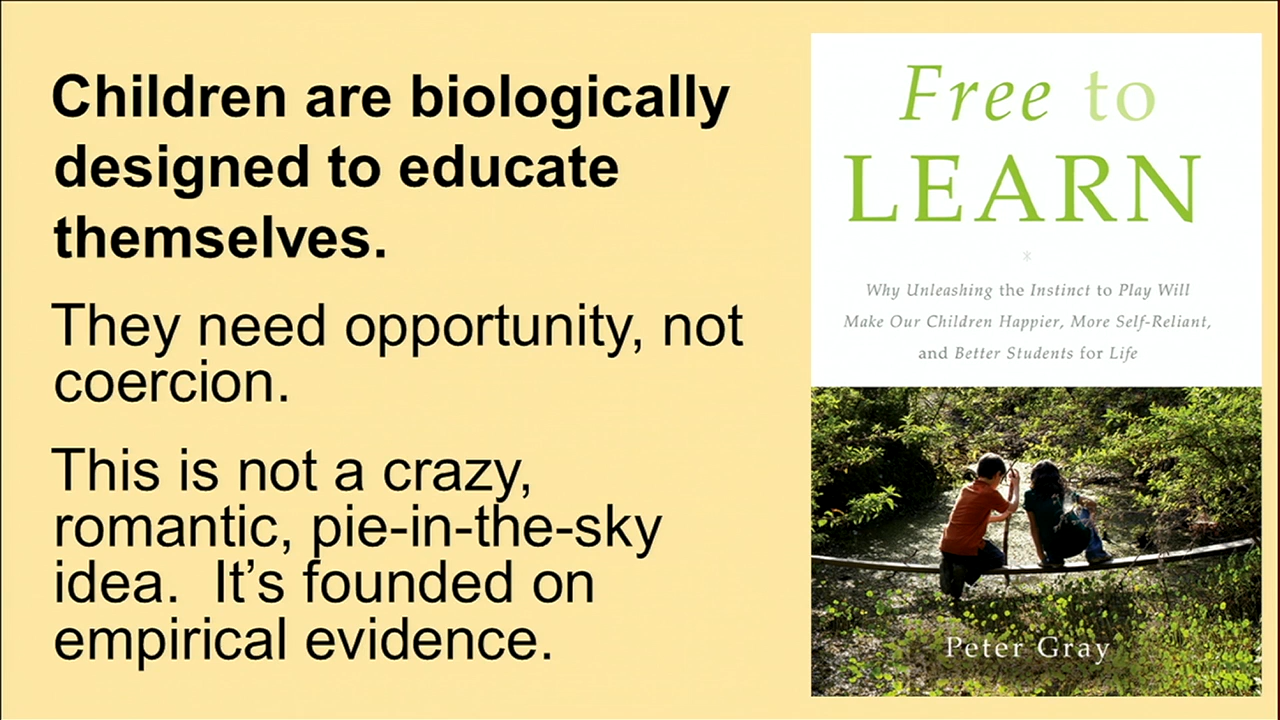 Children are biologically
designed to educate
themselves.
They need opportunity, not
coercion.
This is not a crazy,
romantic, pie-in-the-sky
idea.  It’s founded on
empirical evidence.
Free to
LEARN
*
Why Unleashing the Instinct to Play Will
Make Our Children Happier, More Self-Reliant,
and Better Students for Life
Peter Gray